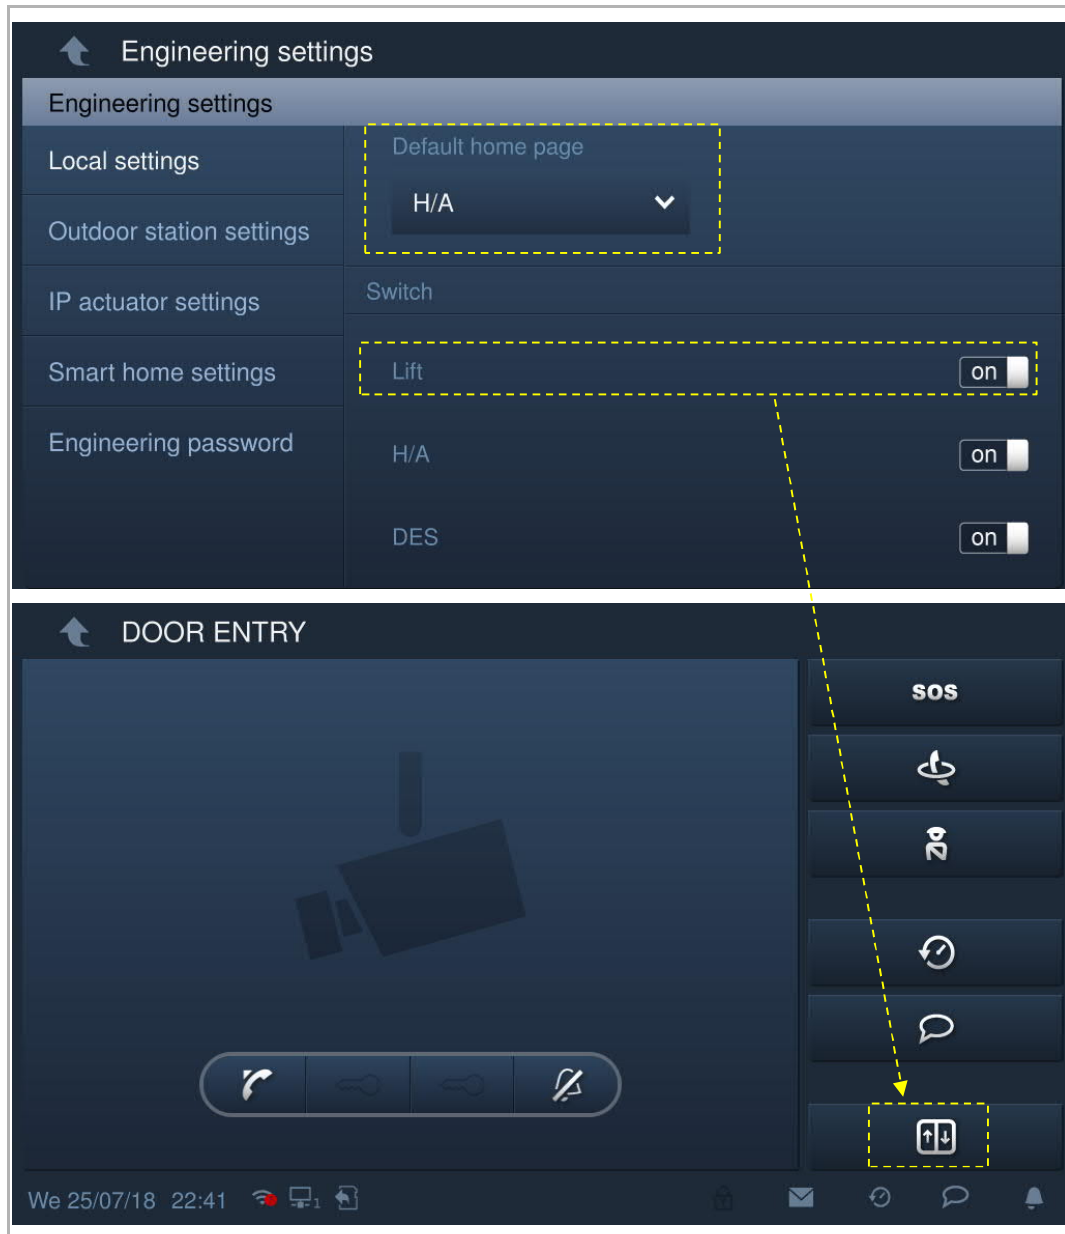 Engineering settings
Engineering settings
Local settings
Outdoor station settings
IP actuator settings
Smart home settings
Engineering password
Default home page
H/A
Switch
Lift on
H/A on
DES on
DOOR ENTRY
SOS
We 25/07/18 22:41 1